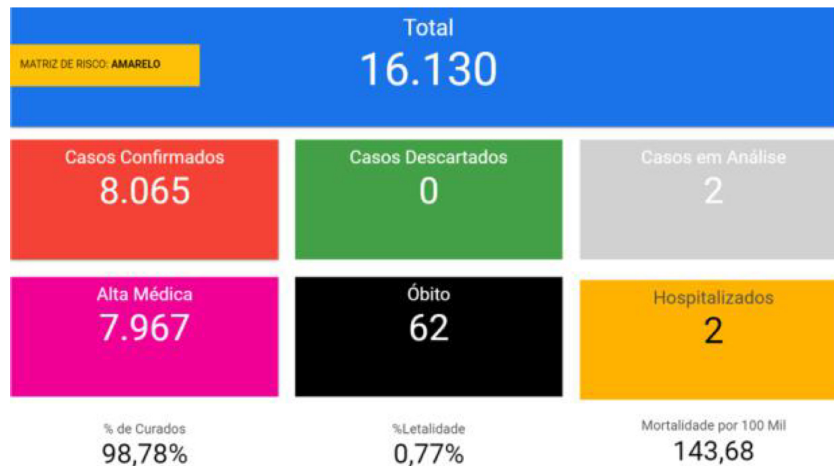 Total
MATRIZ DE RISCO: AMARELO
16.130
Casos Confirmados
8.065
Casos Descartados
0
Casos em Análise
2
Alta Médica
7.967
Óbito
62
Hospitalizados
2
% de Curados
98,78%
%Letalidade
0,77%
Mortalidade por 100 Mil
143,68